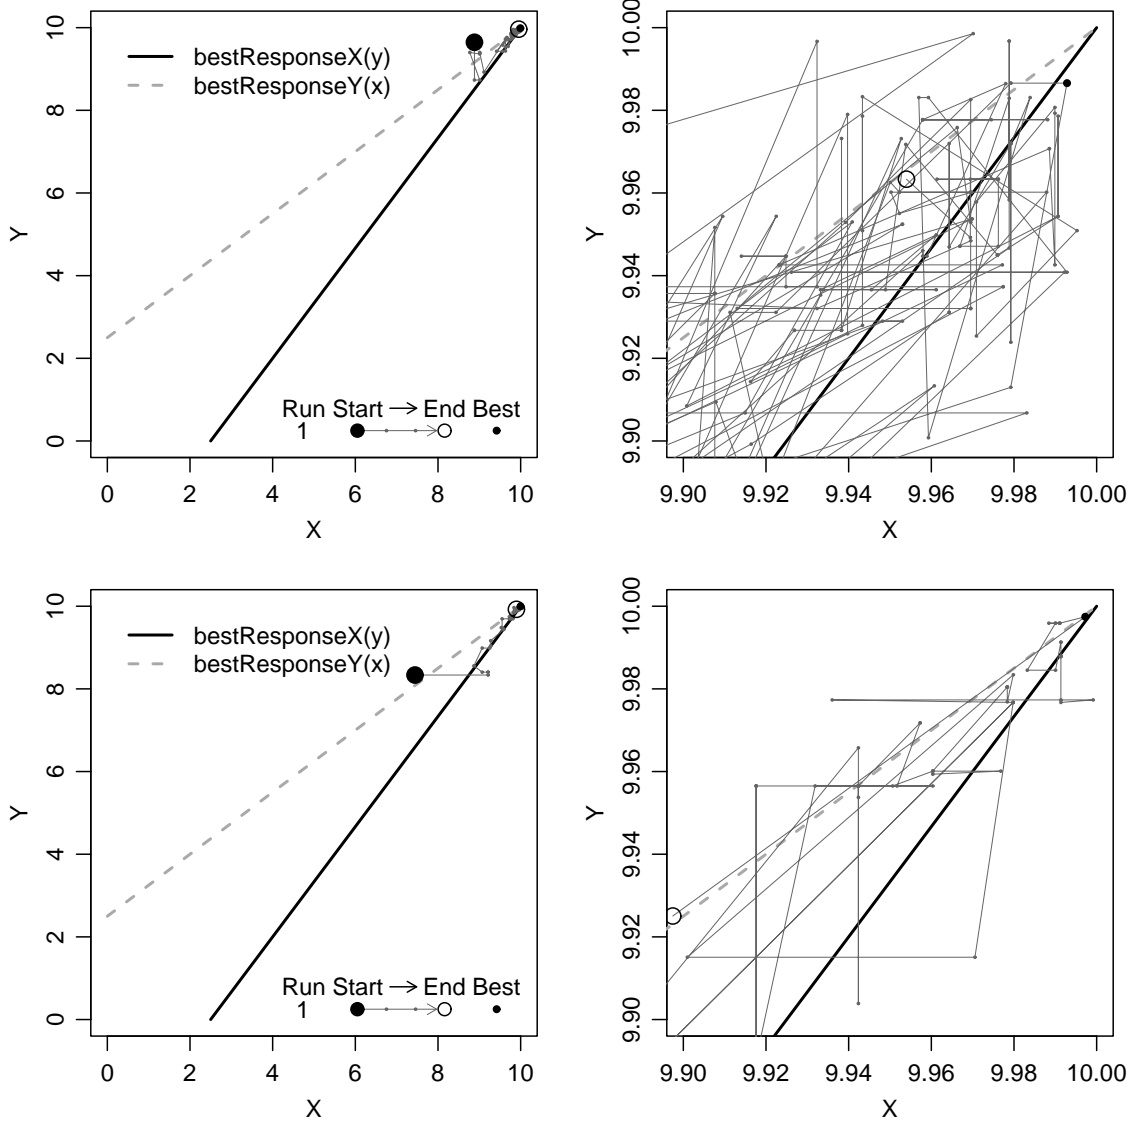 bestResponseX(y)
bestResponseY(x)
Run Start → End Best
1
Y
0 2 4 6 8 10
0 2 4 6 8 10
X
Y
9.90 9.92 9.94 9.96 9.98 10.00
9.90 9.92 9.94 9.96 9.98 10.00
X
bestResponseX(y)
bestResponseY(x)
Run Start → End Best
1
Y
0 2 4 6 8 10
0 2 4 6 8 10
X
Y
9.90 9.92 9.94 9.96 9.98 10.00
9.90 9.92 9.94 9.96 9.98 10.00
X